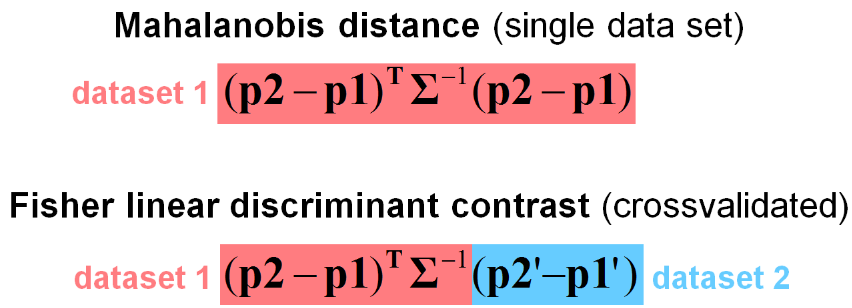 Mahalanobis distance (single data set)
dataset 1 (p2 – p1)ᵀ Σ⁻¹ (p2 – p1)
Fisher linear discriminant contrast (crossvalidated)
dataset 1 (p2 – p1)ᵀ Σ⁻¹ (p2'–p1') dataset 2